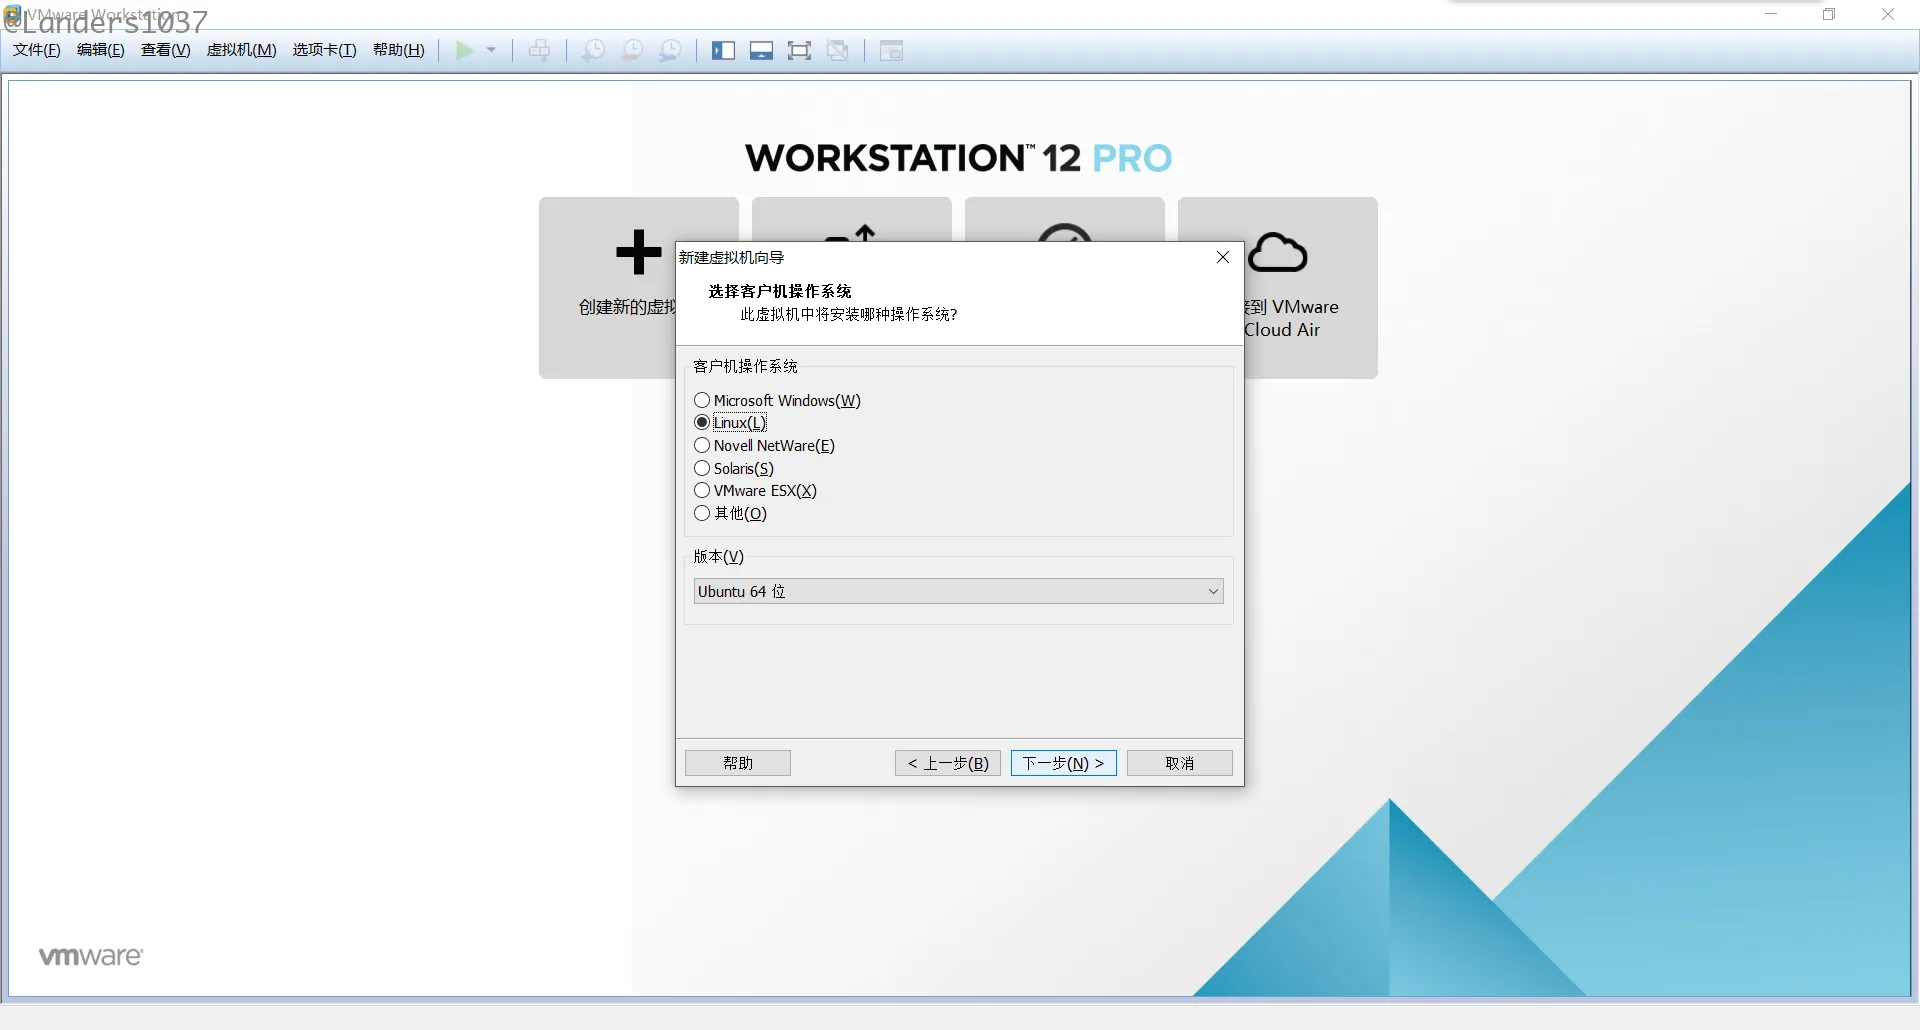 VMware Workstation
@Landers1037
文件(F) 编辑(E) 查看(V) 虚拟机(M) 选项卡(T) 帮助(H)
WORKSTATION™ 12 PRO
创建新的虚拟
接到 VMware
Cloud Air
新建虚拟机向导
选择客户机操作系统
此虚拟机中将安装哪种操作系统?
客户机操作系统
Microsoft Windows(W)
Linux(L)
Novell NetWare(E)
Solaris(S)
VMware ESX(X)
其他(O)
版本(V)
Ubuntu 64 位
帮助 < 上一步(B) 下一步(N) > 取消
vmware